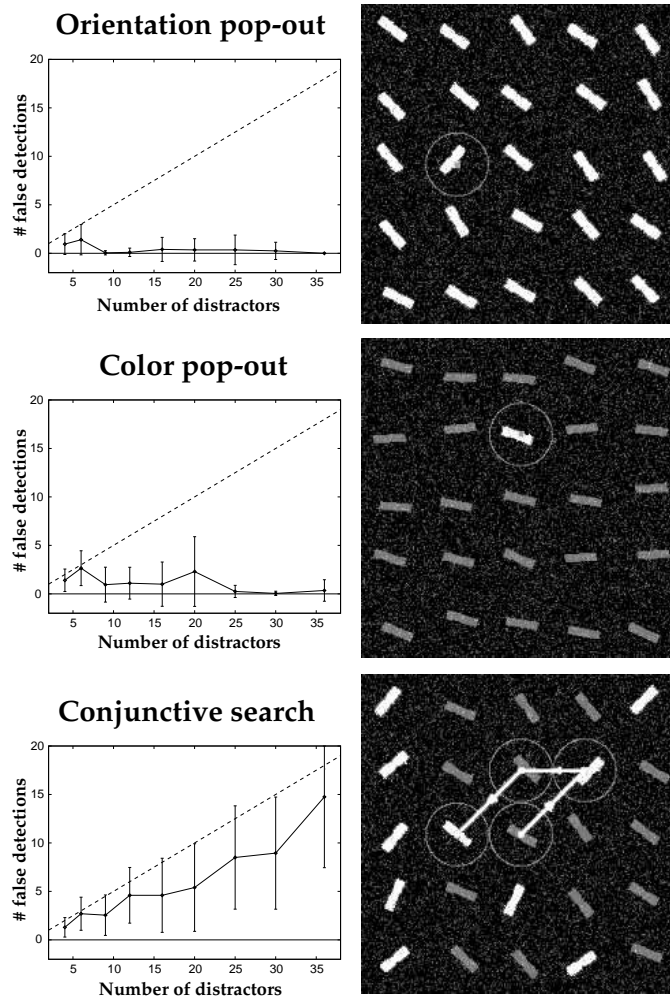 Orientation pop-out
20
15
10
5
0
# false detections
5 10 15 20 25 30 35
Number of distractors
Color pop-out
20
15
10
5
0
# false detections
5 10 15 20 25 30 35
Number of distractors
Conjunctive search
20
15
10
5
0
# false detections
5 10 15 20 25 30 35
Number of distractors